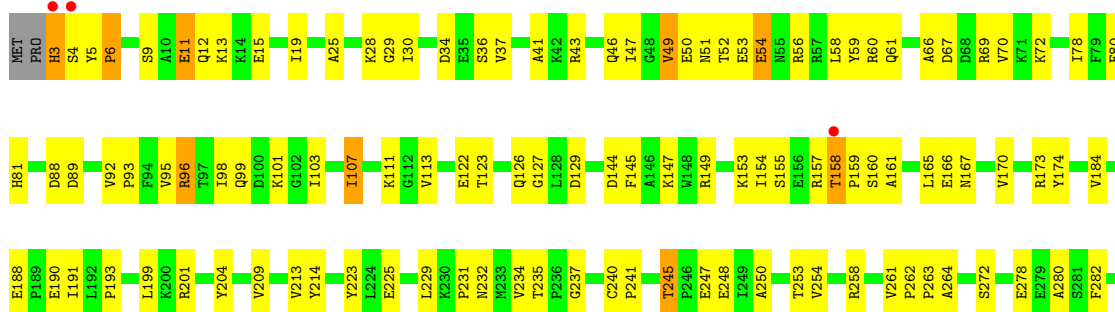 MET PRO H3 S4 Y5 P6 S9 A10 E11 Q12 K13 K14 E15 I19 A25 K28 G29 I30 D34 E35 S36 V37 A41 K42 R43 Q46 I47 G48 V49 E50 N51 T52 E53 E54 N55 R56 R57 L58 Y59 R60 Q61 A66 D67 D68 R69 V70 K71 K72 I78 F79
H81 D88 D89 V92 P93 F94 V95 R96 T97 I98 Q99 D100 K101 G102 I103 I107 K111 G112 V113 E122 T123 Q126 G127 L128 D129 D144 F145 A146 K147 W148 R149 K153 I154 S155 E156 R157 T158 P159 S160 A161 L165 E166 N167 V170 R173 Y174 V184
E188 P189 E190 I191 L192 P193 L199 K200 R201 Y204 V209 V213 Y214 Y223 L224 E225 L229 K230 P231 N232 M233 V234 T235 P236 G237 C240 P241 T245 P246 E247 E248 I249 A250 T253 V254 R258 V261 P262 P263 A264 S272 E278 E279 A280 S281 F282